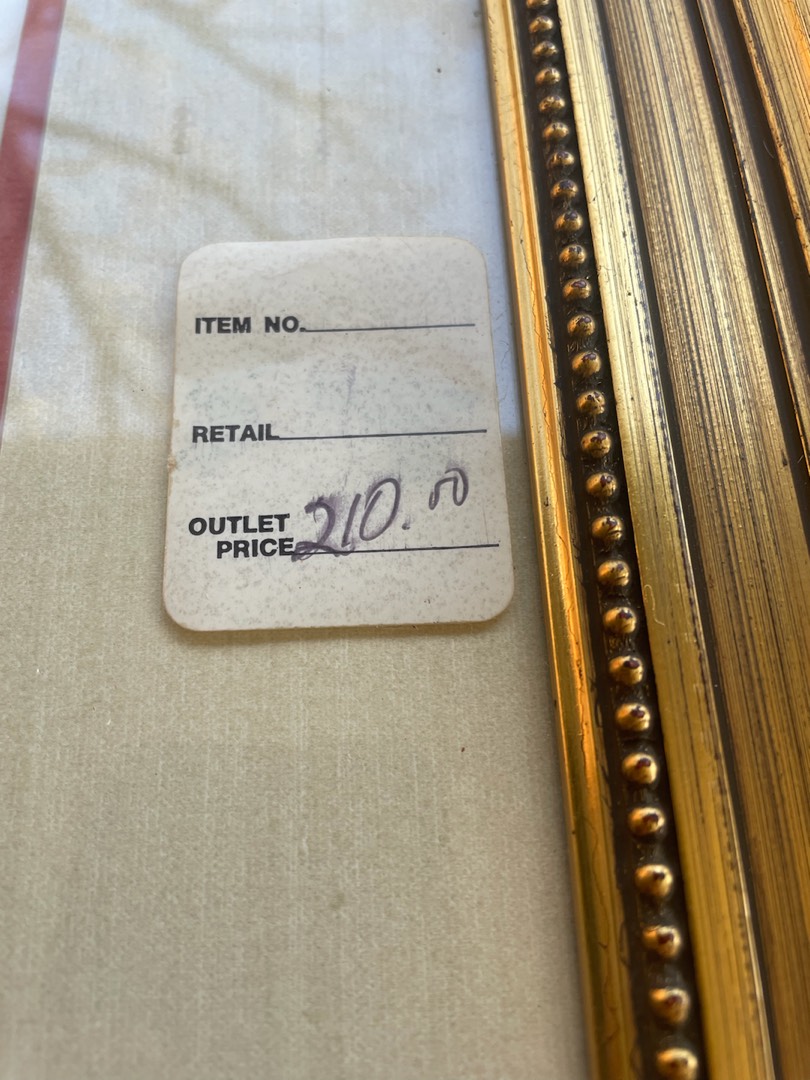 ITEM NO.
RETAIL
OUTLET
PRICE 210.00